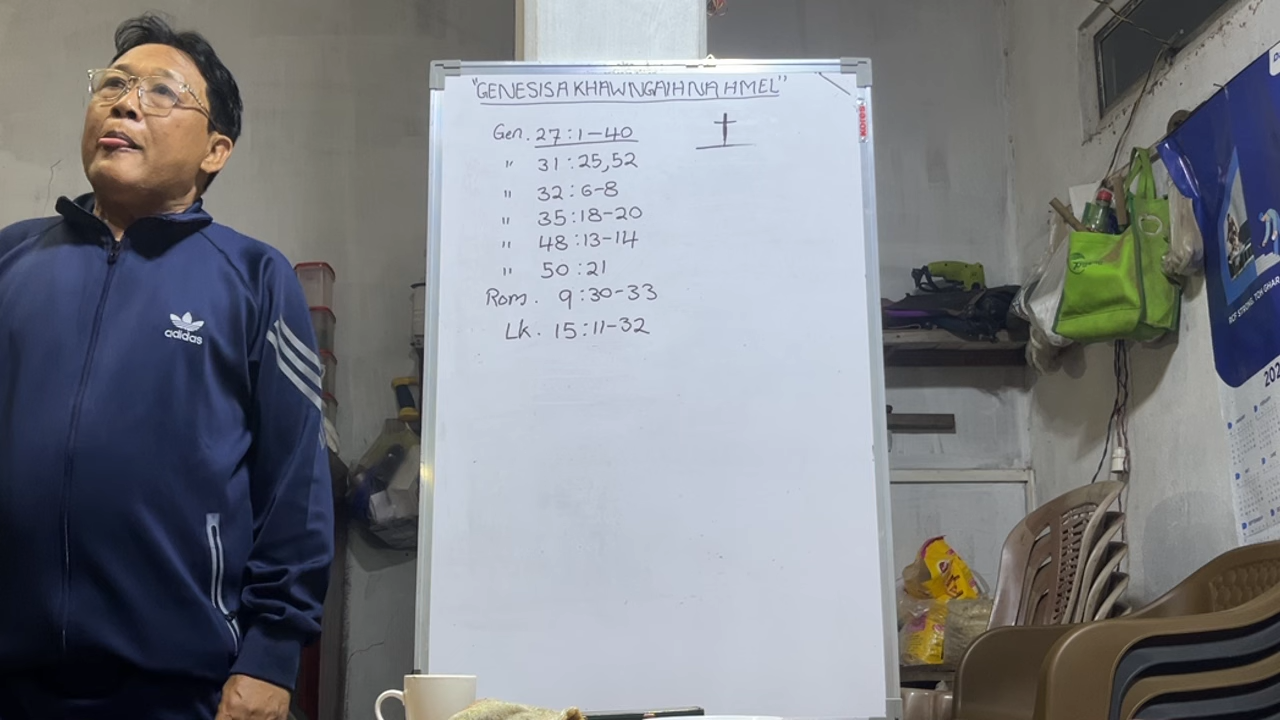 "GENESISA KHAWNGAIHNA HMEL"
Gen. 27:1-40
" 31:25,52
" 32:6-8
" 35:18-20
" 48:13-14
" 50:21
Rom. 9:30-33
Lk. 15:11-32
adidas